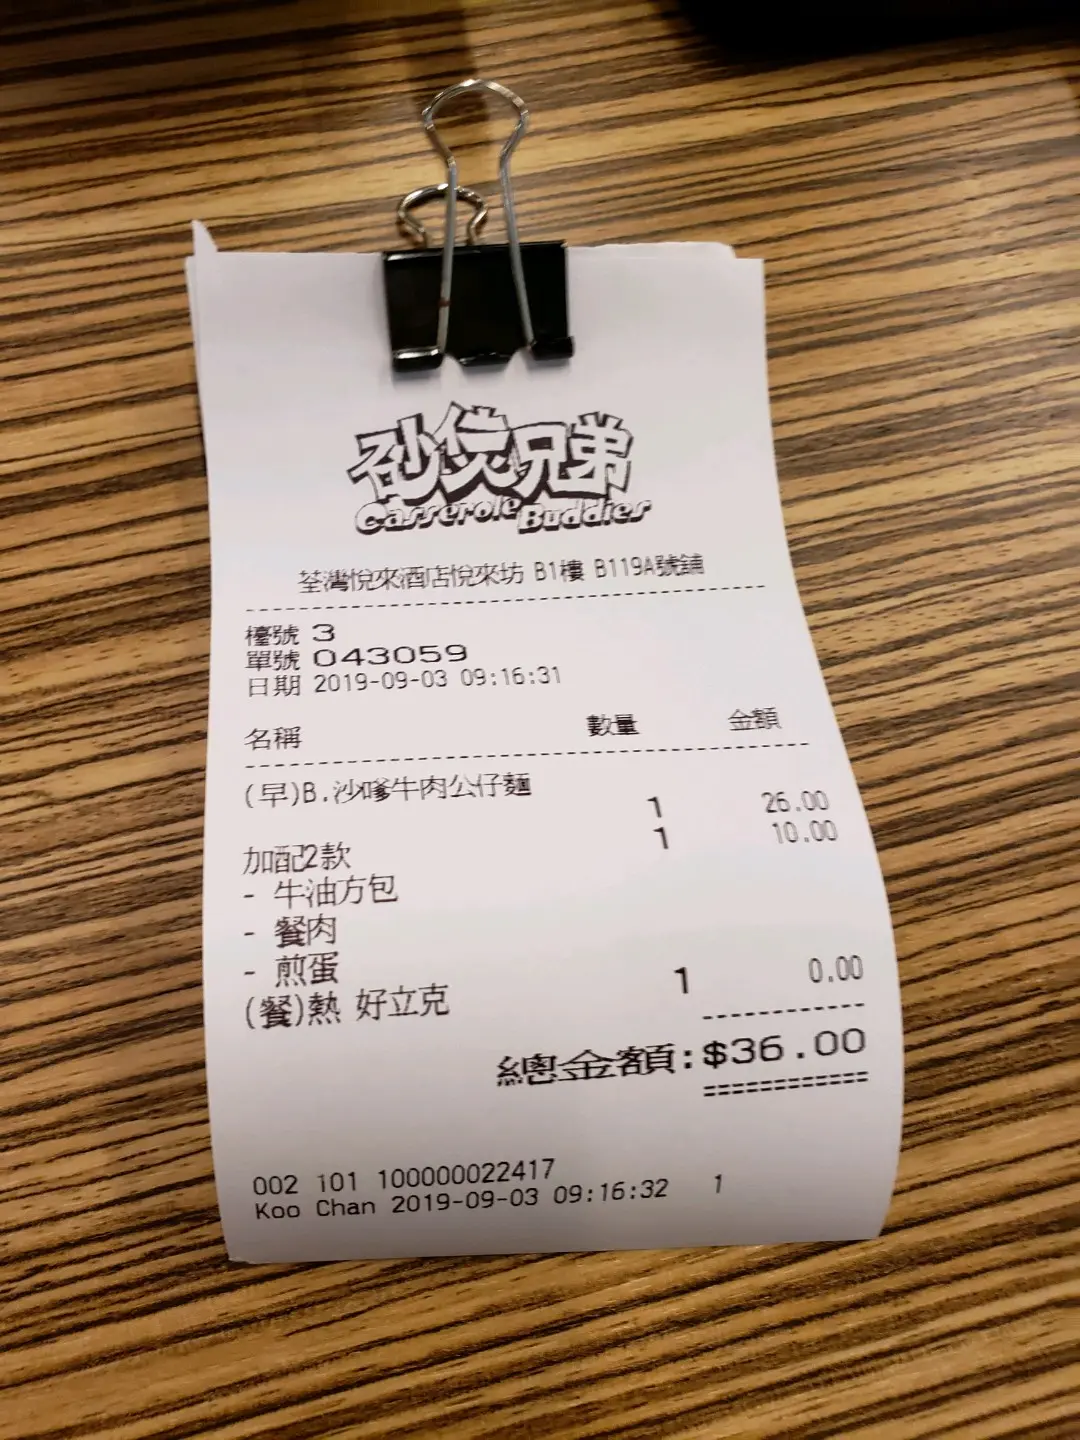 砂煲兄弟
Casserole Buddies
荃灣悅來酒店悅來坊 B1樓 B119A號鋪
檯號 3
單號 043059
日期 2019-09-03 09:16:31
名稱 數量 金額
(早)B.沙嗲牛肉公仔麵
1 26.00
加配2款 1 10.00
- 牛油方包
- 餐肉
- 煎蛋
(餐)熱 好立克 1 0.00
總金額:$36.00
002 101 100000022417
Koo Chan 2019-09-03 09:16:32 1